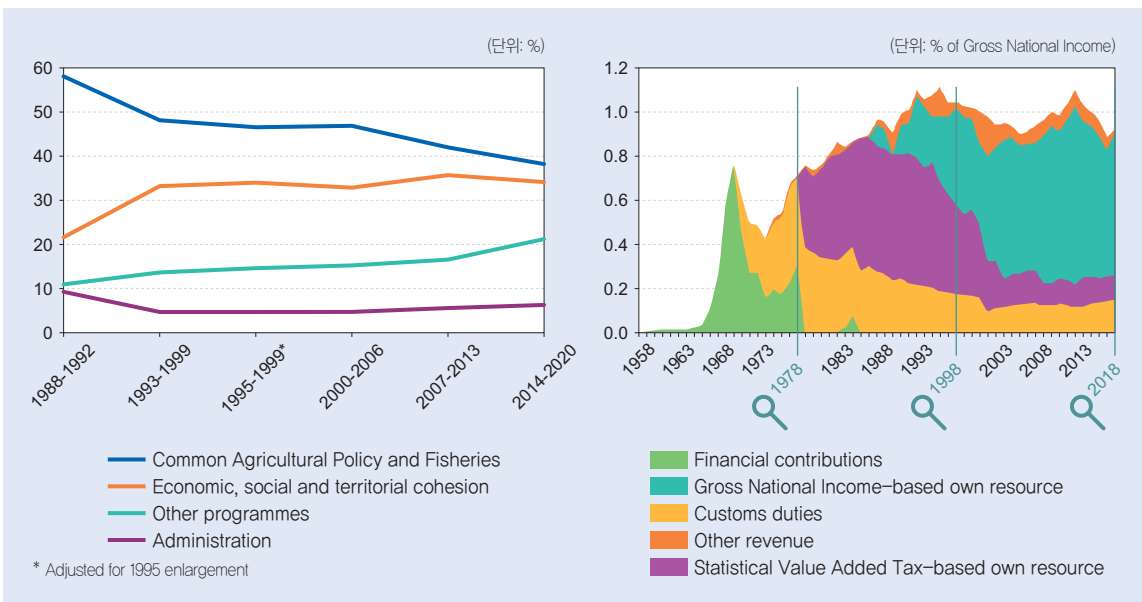 (단위: %)
60
50
40
30
20
10
0
1988-1992
1993-1999
1995-1999*
2000-2006
2007-2013
2014-2020
Common Agricultural Policy and Fisheries
Economic, social and territorial cohesion
Other programmes
Administration
* Adjusted for 1995 enlargement
(단위: % of Gross National Income)
1.2
1.0
0.8
0.6
0.4
0.2
0.0
1958
1963
1968
1973
1978
1983
1988
1993
1998
2003
2008
2013
2018
Financial contributions
Gross National Income-based own resource
Customs duties
Other revenue
Statistical Value Added Tax-based own resource